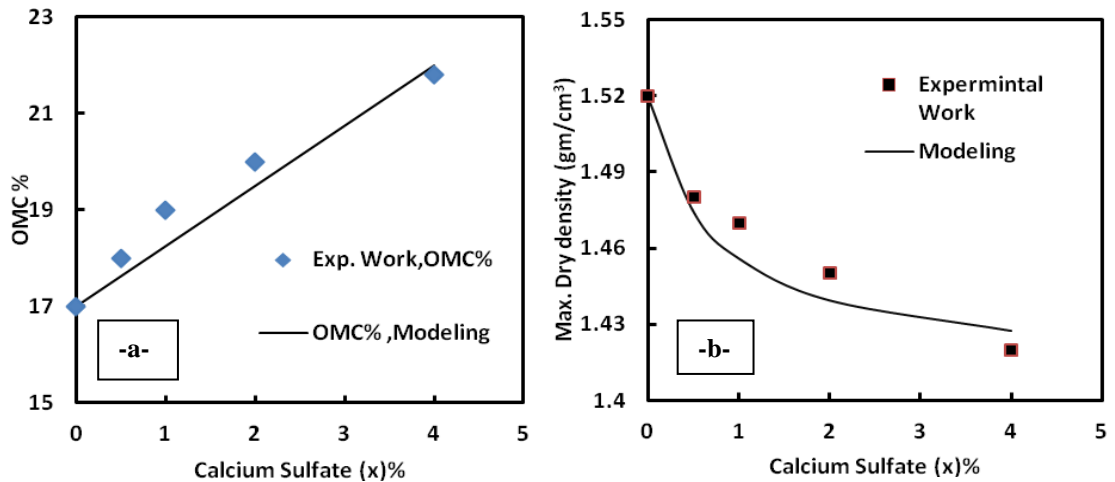 23
21
19
17
15
OMC %
Exp. Work,OMC%
OMC% ,Modeling
-a-
0
1
2
3
4
5
Calcium Sulfate (x)%
1.55
1.52
1.49
1.46
1.43
1.4
Max. Dry density (gm/cm³)
Expermintal
Work
Modeling
-b-
0
1
2
3
4
5
Calcium Sulfate (x)%